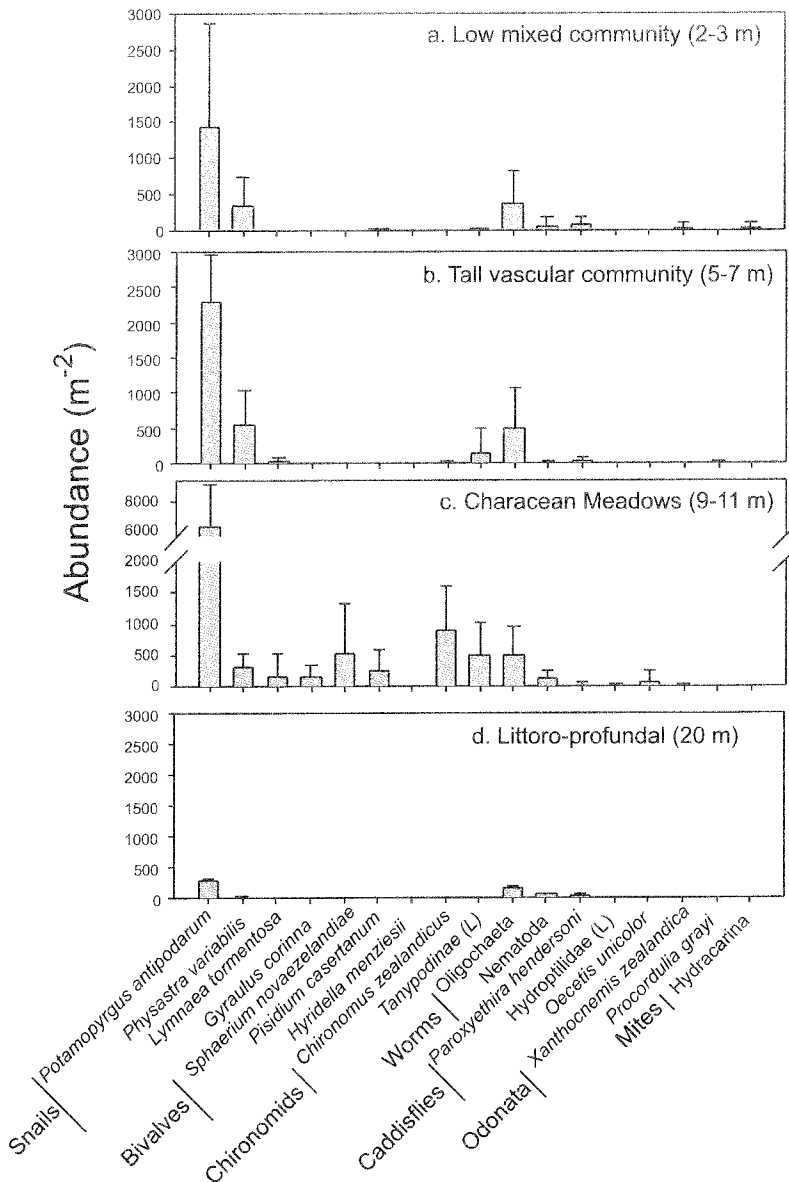 Abundance (m-2)
a. Low mixed community (2-3 m)
3000
2500
2000
1500
1000
500
0
b. Tall vascular community (5-7 m)
3000
2500
2000
1500
1000
500
0
c. Characean Meadows (9-11 m)
8000
6000
2000
1500
1000
500
0
d. Littoro-profundal (20 m)
3000
2500
2000
1500
1000
500
0
Potamopyrgus antipodarum
Physastra variabilis
Lymnaea tormentosa
Gyraulus corinna
Sphaerium novaezelandiae
Pisidium casertanum
Hyridella menziesii
Chironomus zealandicus
Tanypodinae (L)
Oligochaeta
Nematoda
Paroxyethira hendersoni
Hydroptilidae (L)
Oecetis unicolor
Xanthocnemis zealandica
Procordulia grayi
Hydracarina
Snails
Bivalves
Chironomids
Worms
Caddisflies
Odonata
Mites